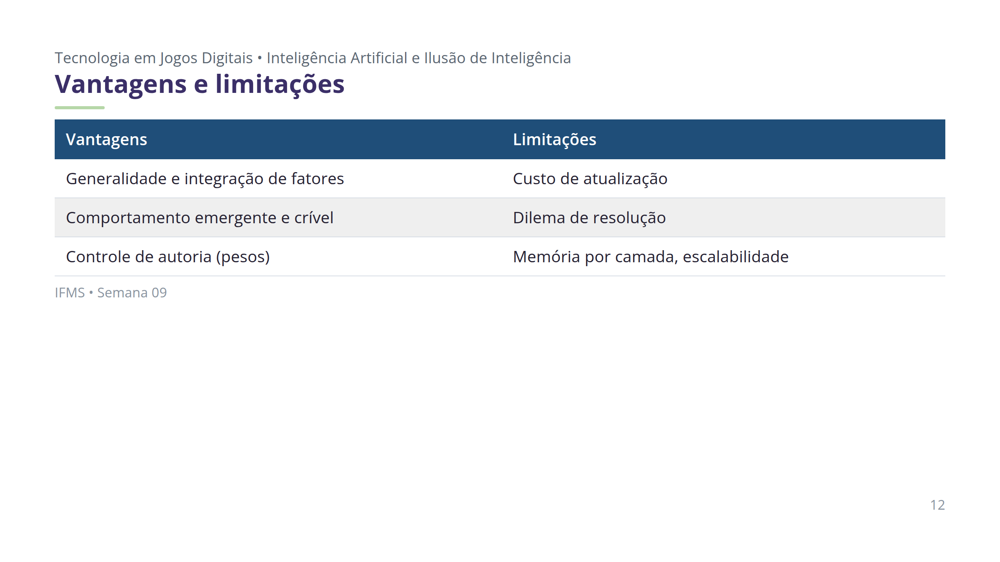 Tecnologia em Jogos Digitais • Inteligência Artificial e Ilusão de Inteligência
Vantagens e limitações
Vantagens Limitações
Generalidade e integração de fatores Custo de atualização
Comportamento emergente e crível Dilema de resolução
Controle de autoria (pesos) Memória por camada, escalabilidade
IFMS • Semana 09
12